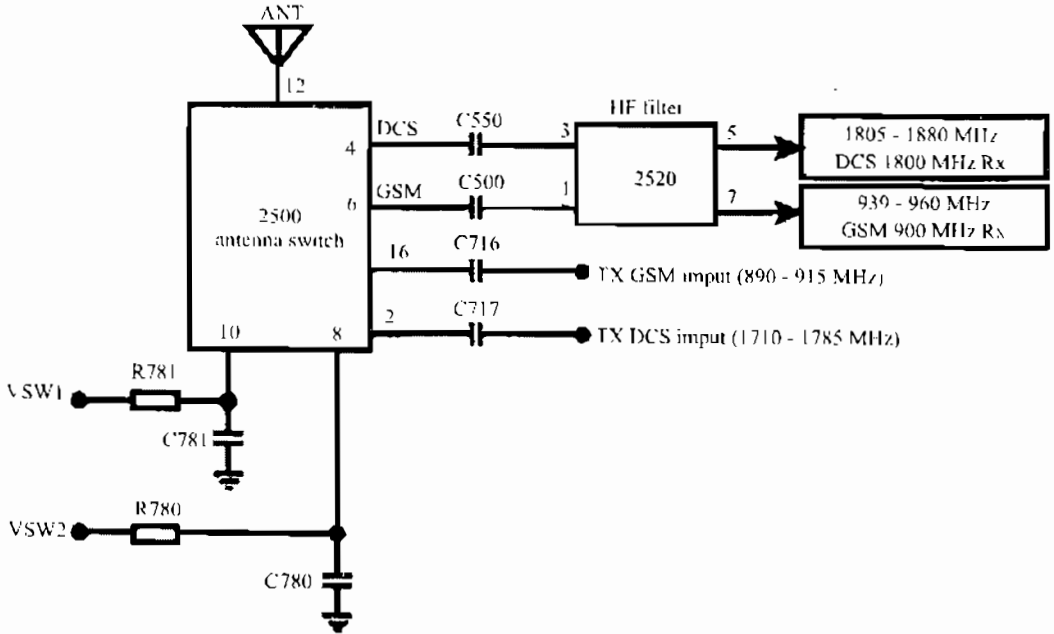 ANT
12
DCS
C550
4
GSM
C500
6
2500
antenna switch
16
C716
TX GSM imput (890 - 915 MHz)
2
C717
TX DCS imput (1710 - 1785 MHz)
10
8
HF filter
3
5
1
7
2520
1805 - 1880 MHz
DCS 1800 MHz Rx
939 - 960 MHz
GSM 900 MHz Rx
VSW1
R781
C781
VSW2
R780
C780